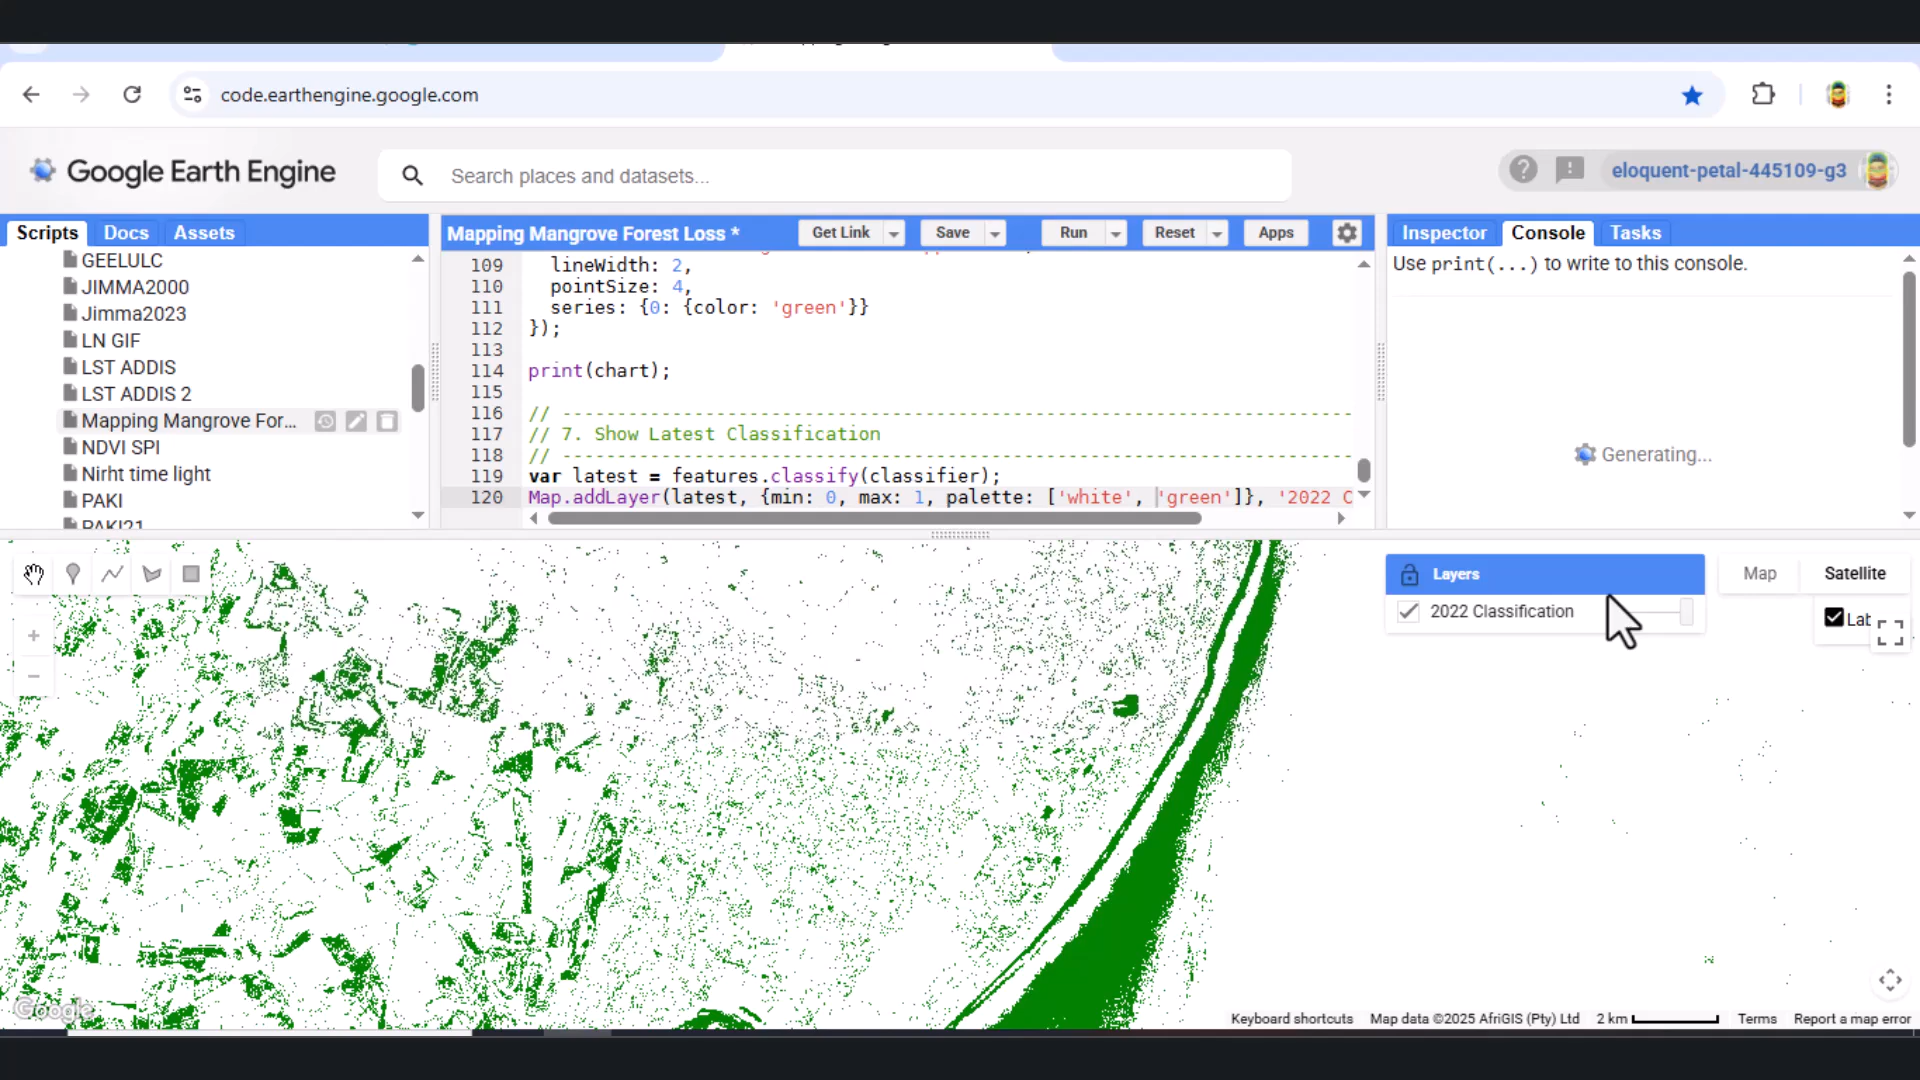 code.earthengine.google.com
Google Earth Engine
Search places and datasets...
eloquent-petal-445109-g3
Scripts Docs Assets
GEELULC
JIMMA2000
Jimma2023
LN GIF
LST ADDIS
LST ADDIS 2
Mapping Mangrove For...
NDVI SPI
Nirht time light
PAKI
PAKI21
Mapping Mangrove Forest Loss *
Get Link Save Run Reset Apps
109 lineWidth: 2,
110 pointSize: 4,
111 series: {0: {color: 'green'}}
112 });
113
114 print(chart);
115
116 // -------------------------------------------------------------------------
117 // 7. Show Latest Classification
118 // -------------------------------------------------------------------------
119 var latest = features.classify(classifier);
120 Map.addLayer(latest, {min: 0, max: 1, palette: ['white', 'green']}, '2022 C
Inspector Console Tasks
Use print(...) to write to this console.
Generating...
Layers
2022 Classification
Map Satellite
Lab
Google
Keyboard shortcuts Map data ©2025 AfriGIS (Pty) Ltd 2 km Terms Report a map error